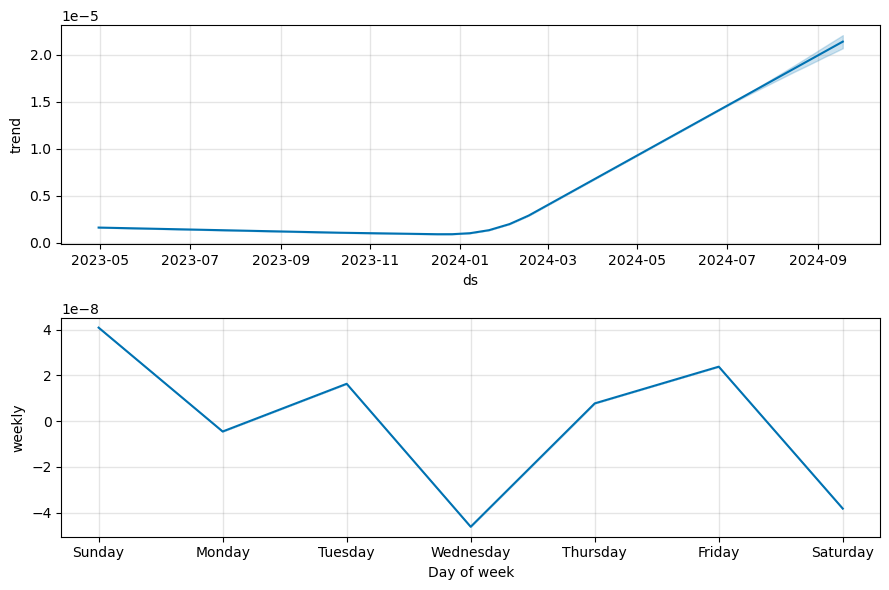 1e−5
2.0
1.5
trend
1.0
0.5
0.0
2023-05 2023-07 2023-09 2023-11 2024-01 2024-03 2024-05 2024-07 2024-09
ds
1e−8
4
2
0
weekly
−2
−4
Sunday Monday Tuesday Wednesday Thursday Friday Saturday
Day of week